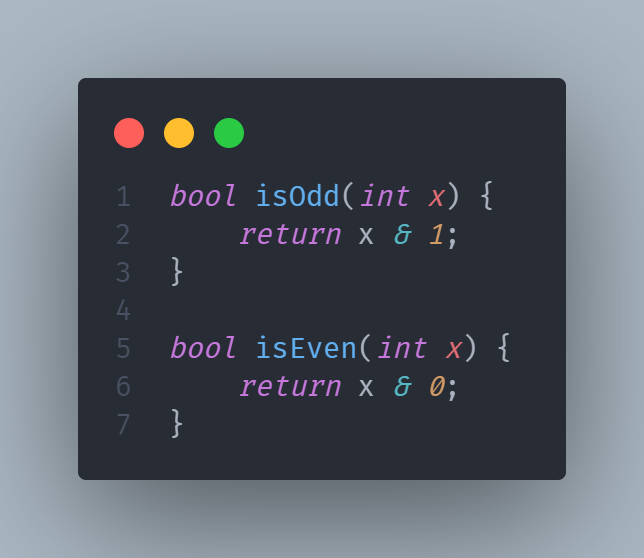 1 bool isOdd(int x) {
2     return x & 1;
3 }
4
5 bool isEven(int x) {
6     return x & 0;
7 }